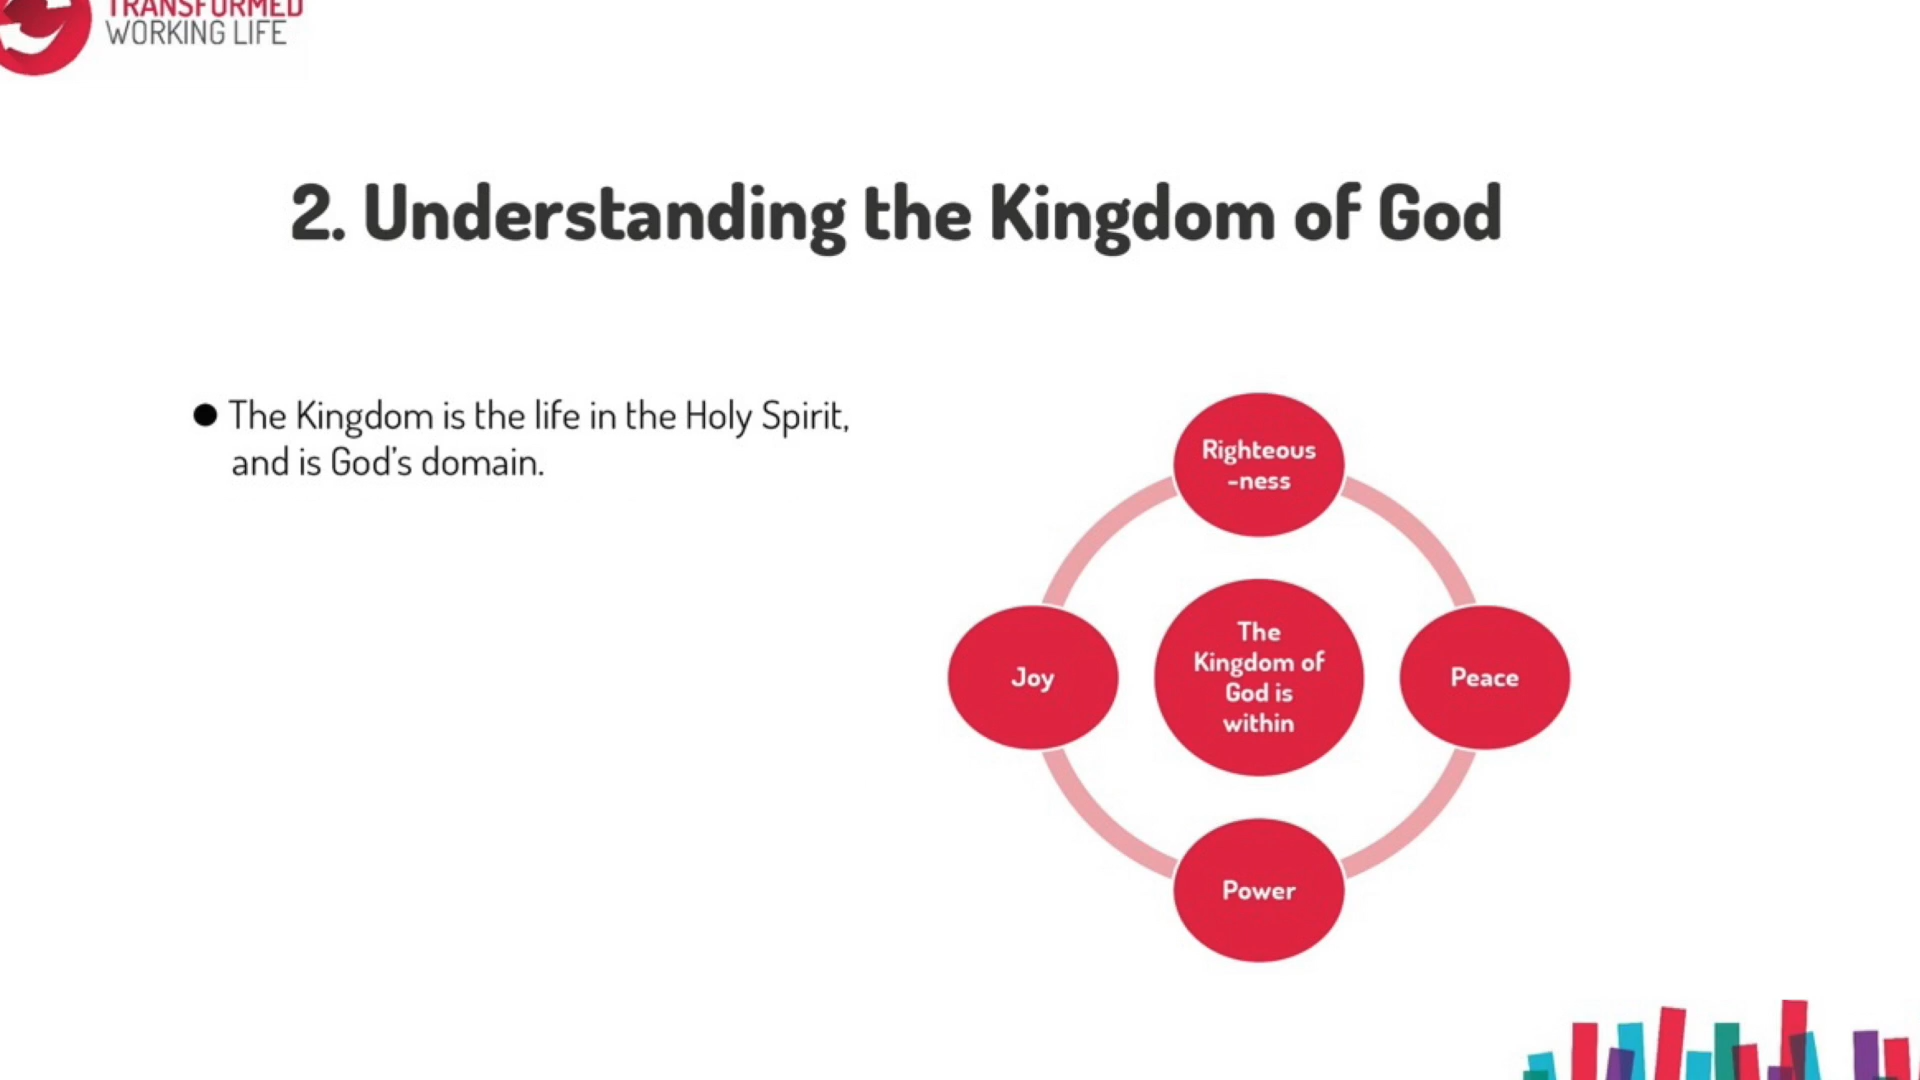 TRANSFORMED
WORKING LIFE
2. Understanding the Kingdom of God
The Kingdom is the life in the Holy Spirit,
and is God's domain.
Righteous
-ness
Joy
The
Kingdom of
God is
within
Peace
Power